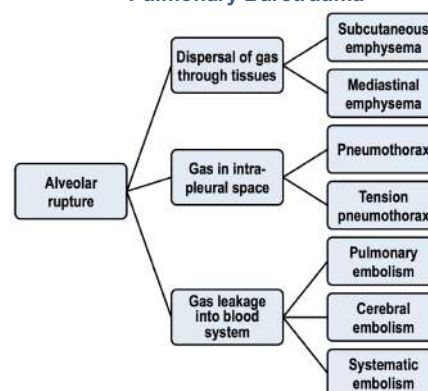 Pulmonary Barotrauma
Alveolar
rupture
Dispersal of gas
through tissues
Subcutaneous
emphysema
Mediastinal
emphysema
Gas in intra-
pleural space
Pneumothorax
Tension
pneumothorax
Gas leakage
into blood
system
Pulmonary
embolism
Cerebral
embolism
Systematic
embolism